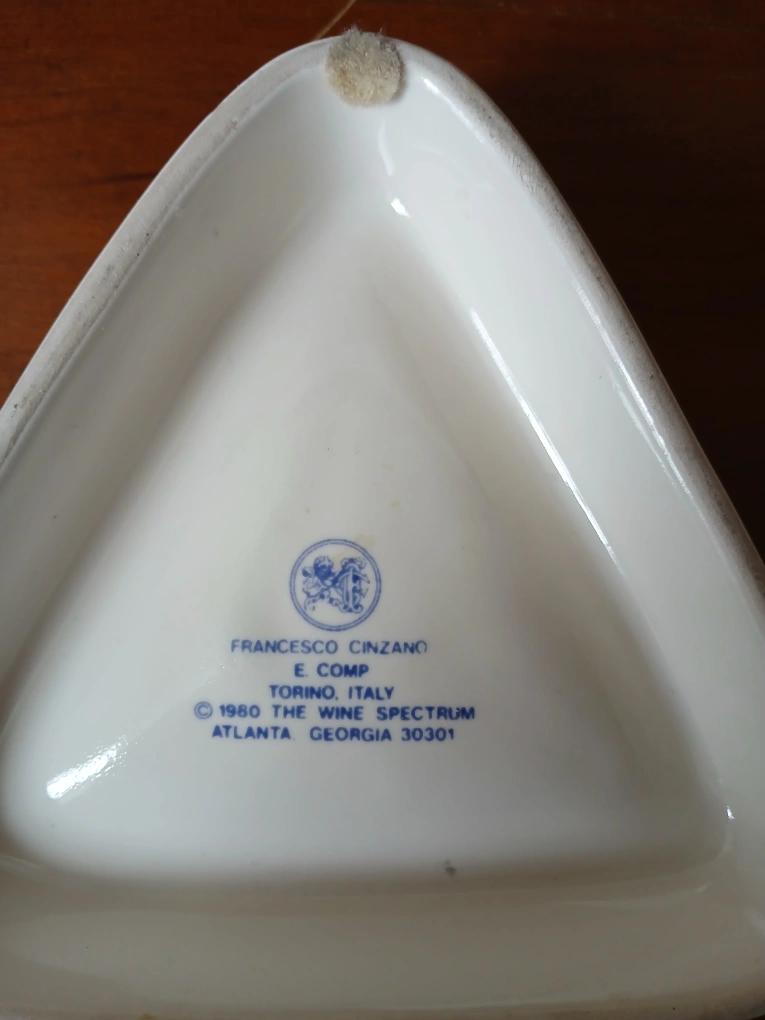 FRANCESCO CINZANO
E. COMP
TORINO, ITALY
© 1980 THE WINE SPECTRUM
ATLANTA GEORGIA 30301